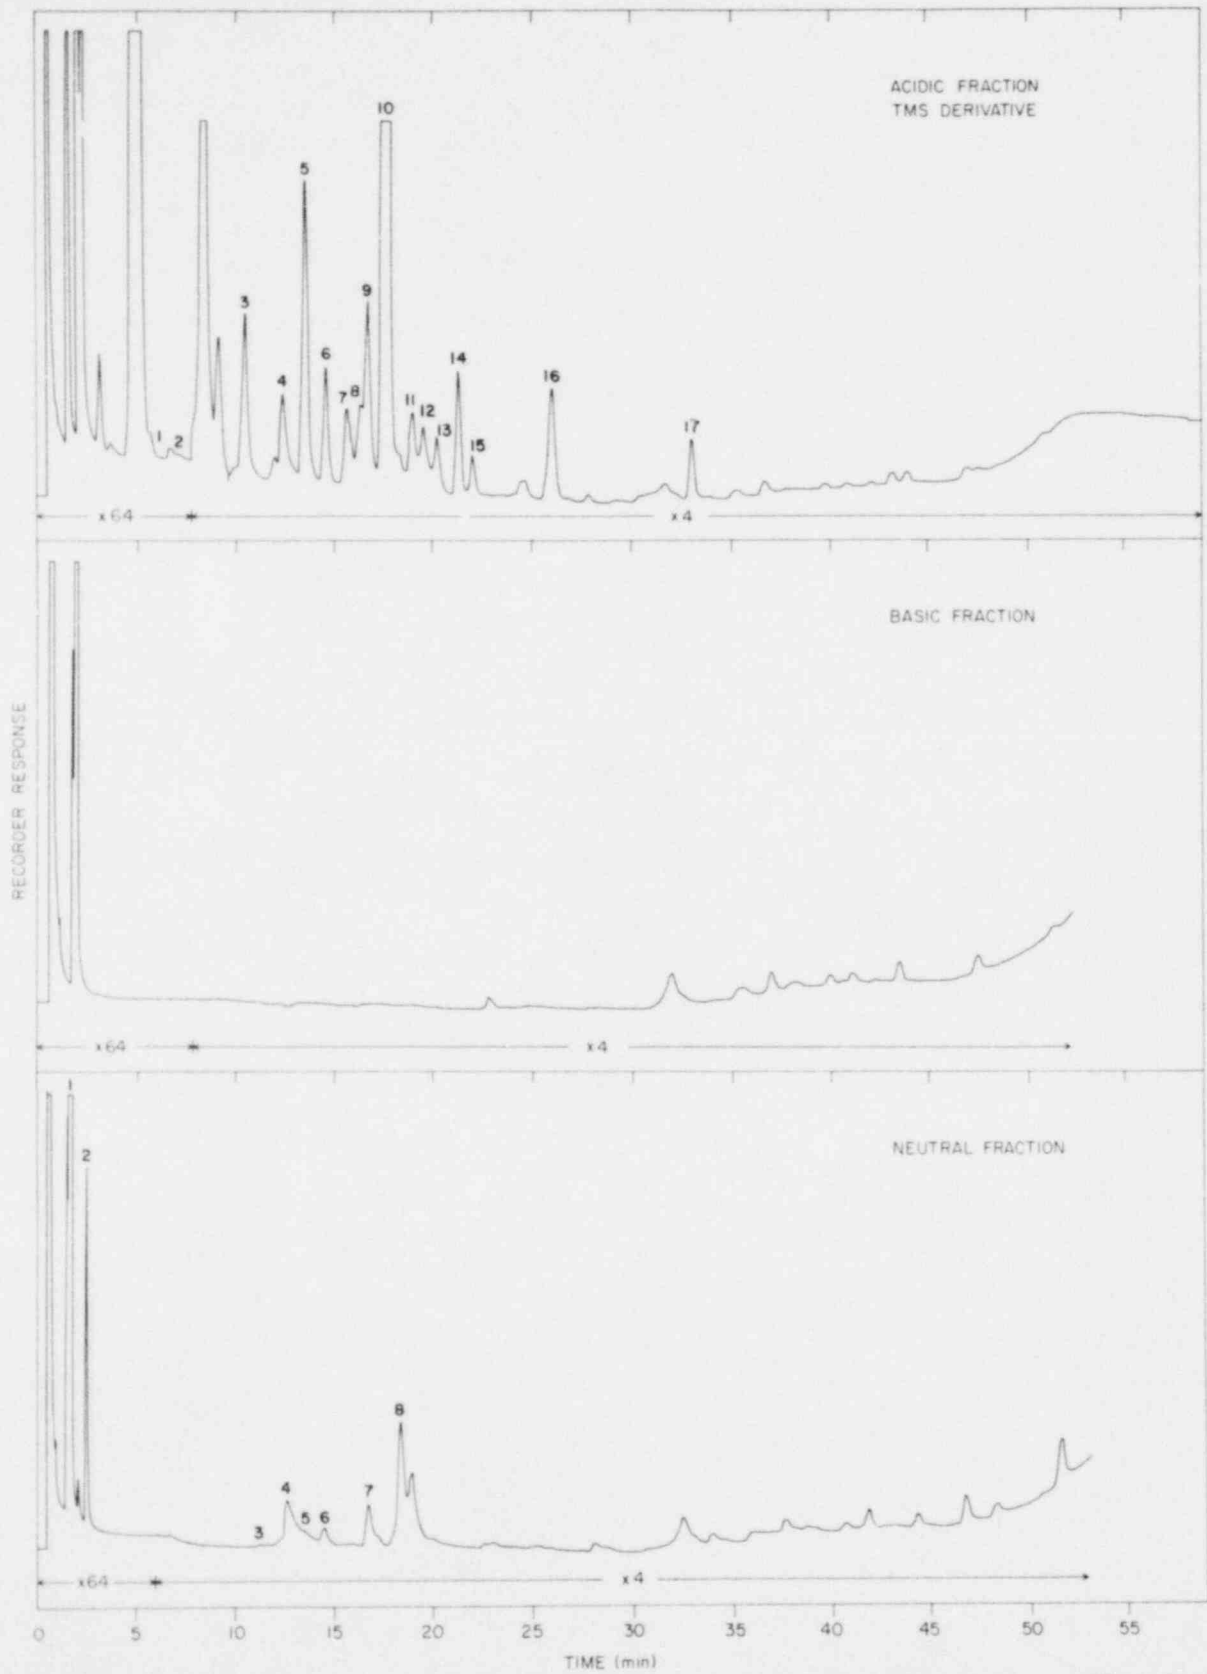 ACIDIC FRACTION
TMS DERIVATIVE
10
5
9
3
14
6
16
4
7 8
11
12
13
17
15
1 2
x 64
x 4
BASIC FRACTION
RECORDER RESPONSE
x 64
x 4
1
NEUTRAL FRACTION
2
8
4
7
3
5 6
x 64
x 4
0 5 10 15 20 25 30 35 40 45 50 55
TIME (min)